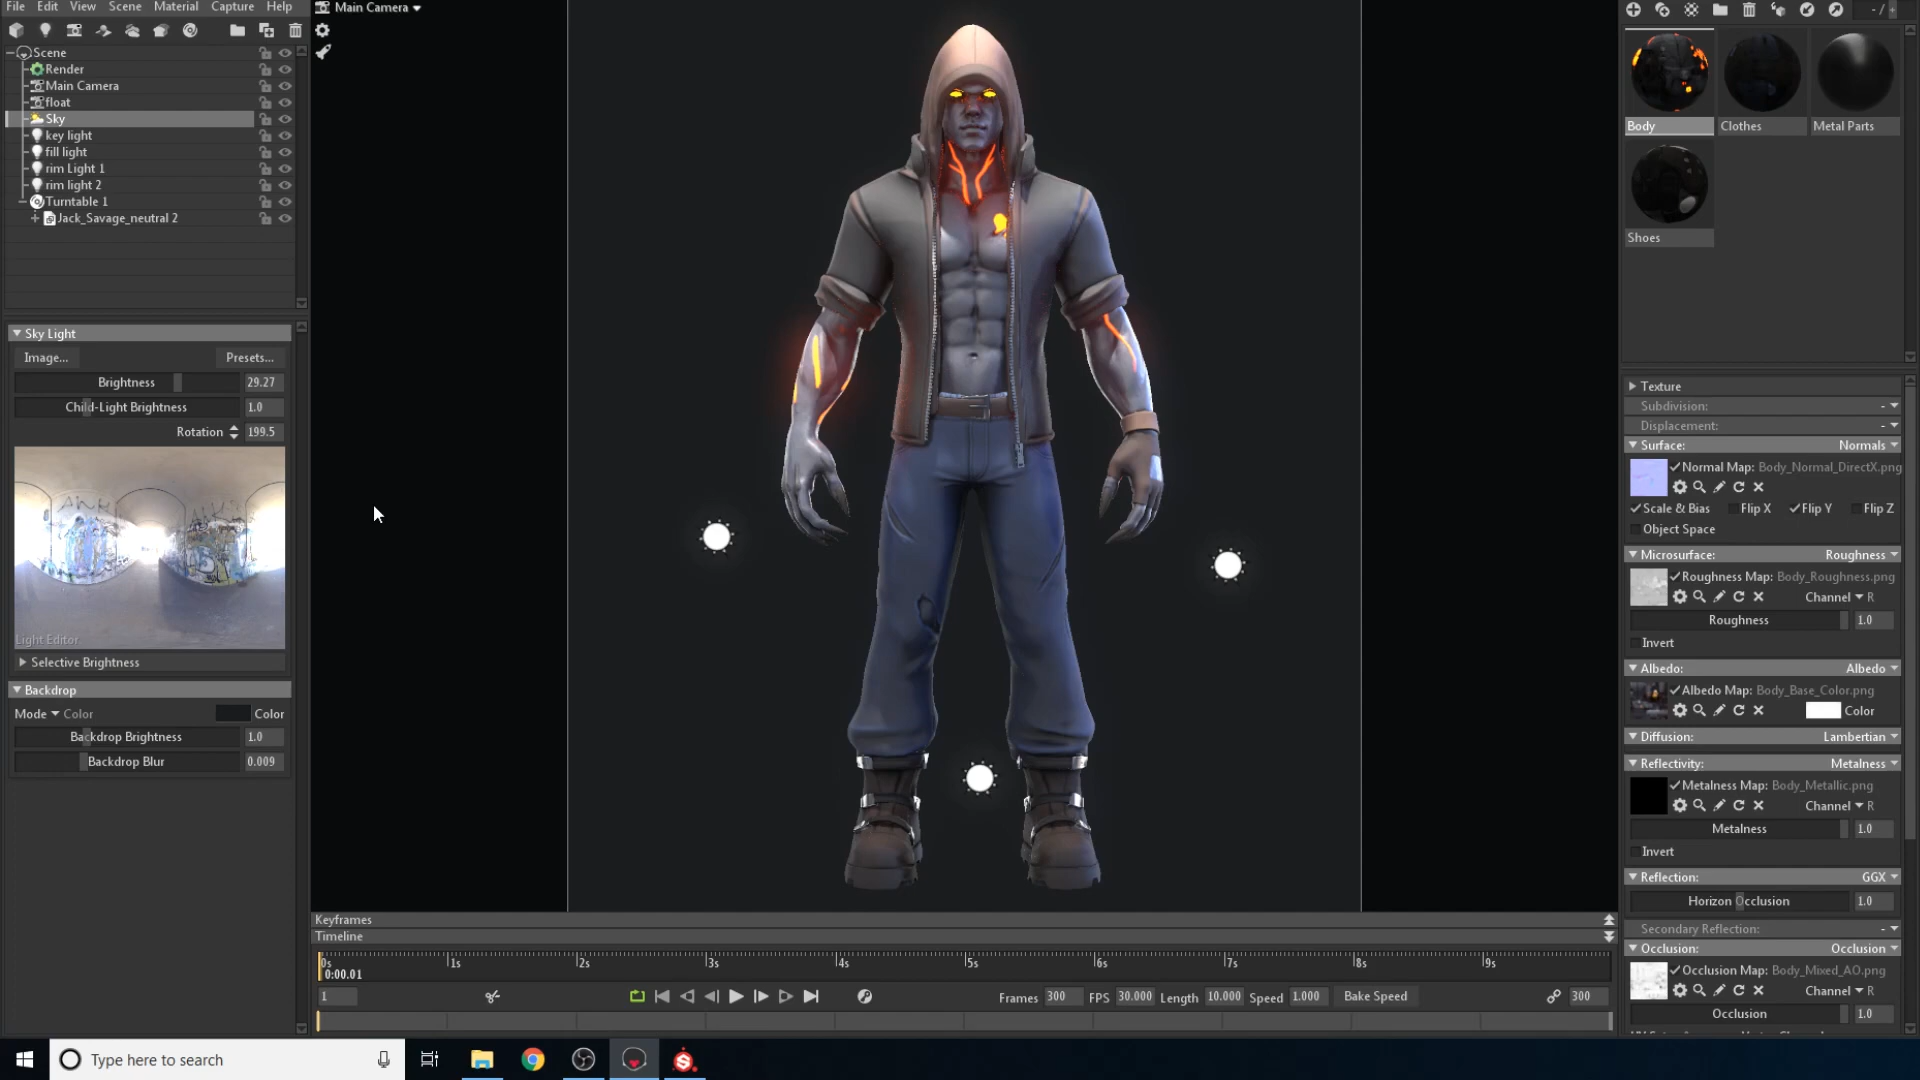 File Edit View Scene Material Capture Help
Main Camera
- / +
Scene
Render
Main Camera
float
Sky
key light
fill light
rim Light 1
rim light 2
Turntable 1
Jack_Savage_neutral 2
Body
Clothes
Metal Parts
Shoes
Sky Light
Image...
Presets...
Brightness 29.27
Child-Light Brightness 1.0
Rotation 199.5
Light Editor
Selective Brightness
Backdrop
Mode Color Color
Backdrop Brightness 1.0
Backdrop Blur 0.009
Texture
Subdivision: -
Displacement: -
Surface: Normals
Normal Map: Body_Normal_DirectX.png
Scale & Bias Flip X Flip Y Flip Z
Object Space
Microsurface: Roughness
Roughness Map: Body_Roughness.png
Channel R
Roughness 1.0
Invert
Albedo: Albedo
Albedo Map: Body_Base_Color.png
Color
Diffusion: Lambertian
Reflectivity: Metalness
Metalness Map: Body_Metallic.png
Channel R
Metalness 1.0
Invert
Reflection: GGX
Horizon Occlusion 1.0
Secondary Reflection: -
Occlusion: Occlusion
Occlusion Map: Body_Mixed_AO.png
Channel R
Occlusion 1.0
Keyframes
Timeline
0s 1s 2s 3s 4s 5s 6s 7s 8s 9s
0:00.01
1
Frames 300 FPS 30.000 Length 10.000 Speed 1.000 Bake Speed 300
Type here to search